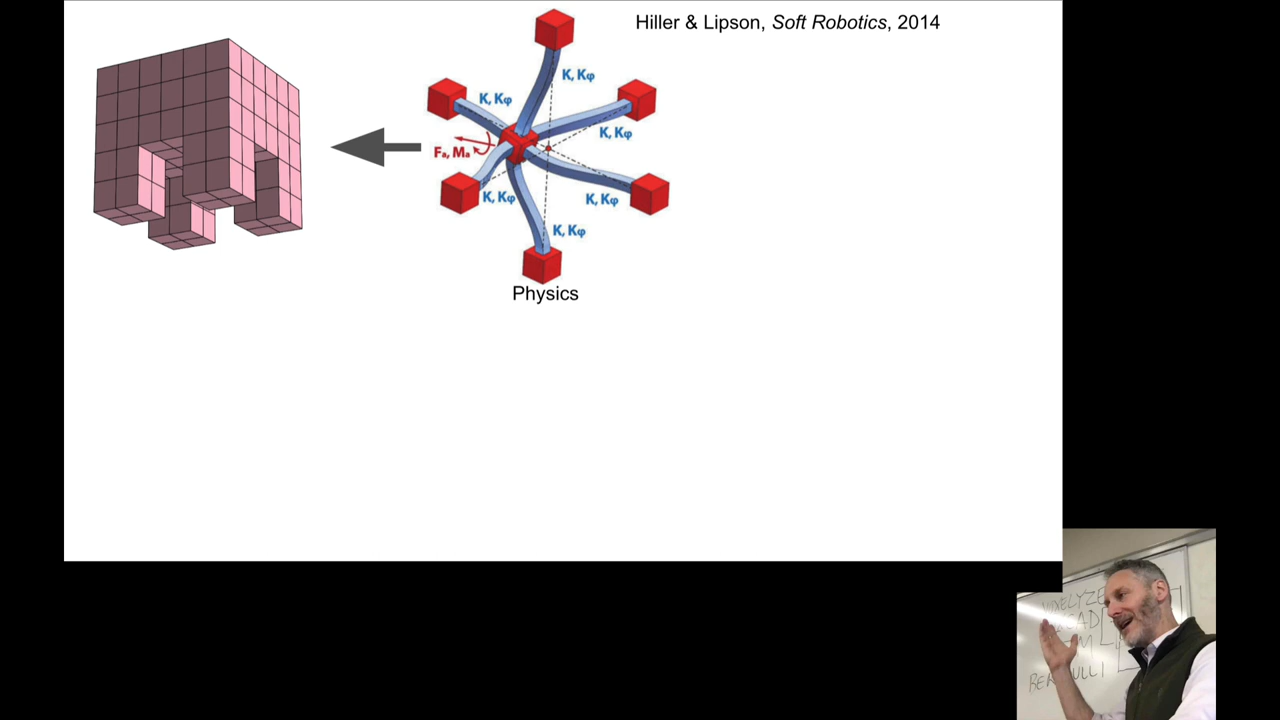 Hiller & Lipson, Soft Robotics, 2014
K, Kφ
K, Kφ
K, Kφ
Fₐ, Mₐ
K, Kφ
K, Kφ
K, Kφ
Physics